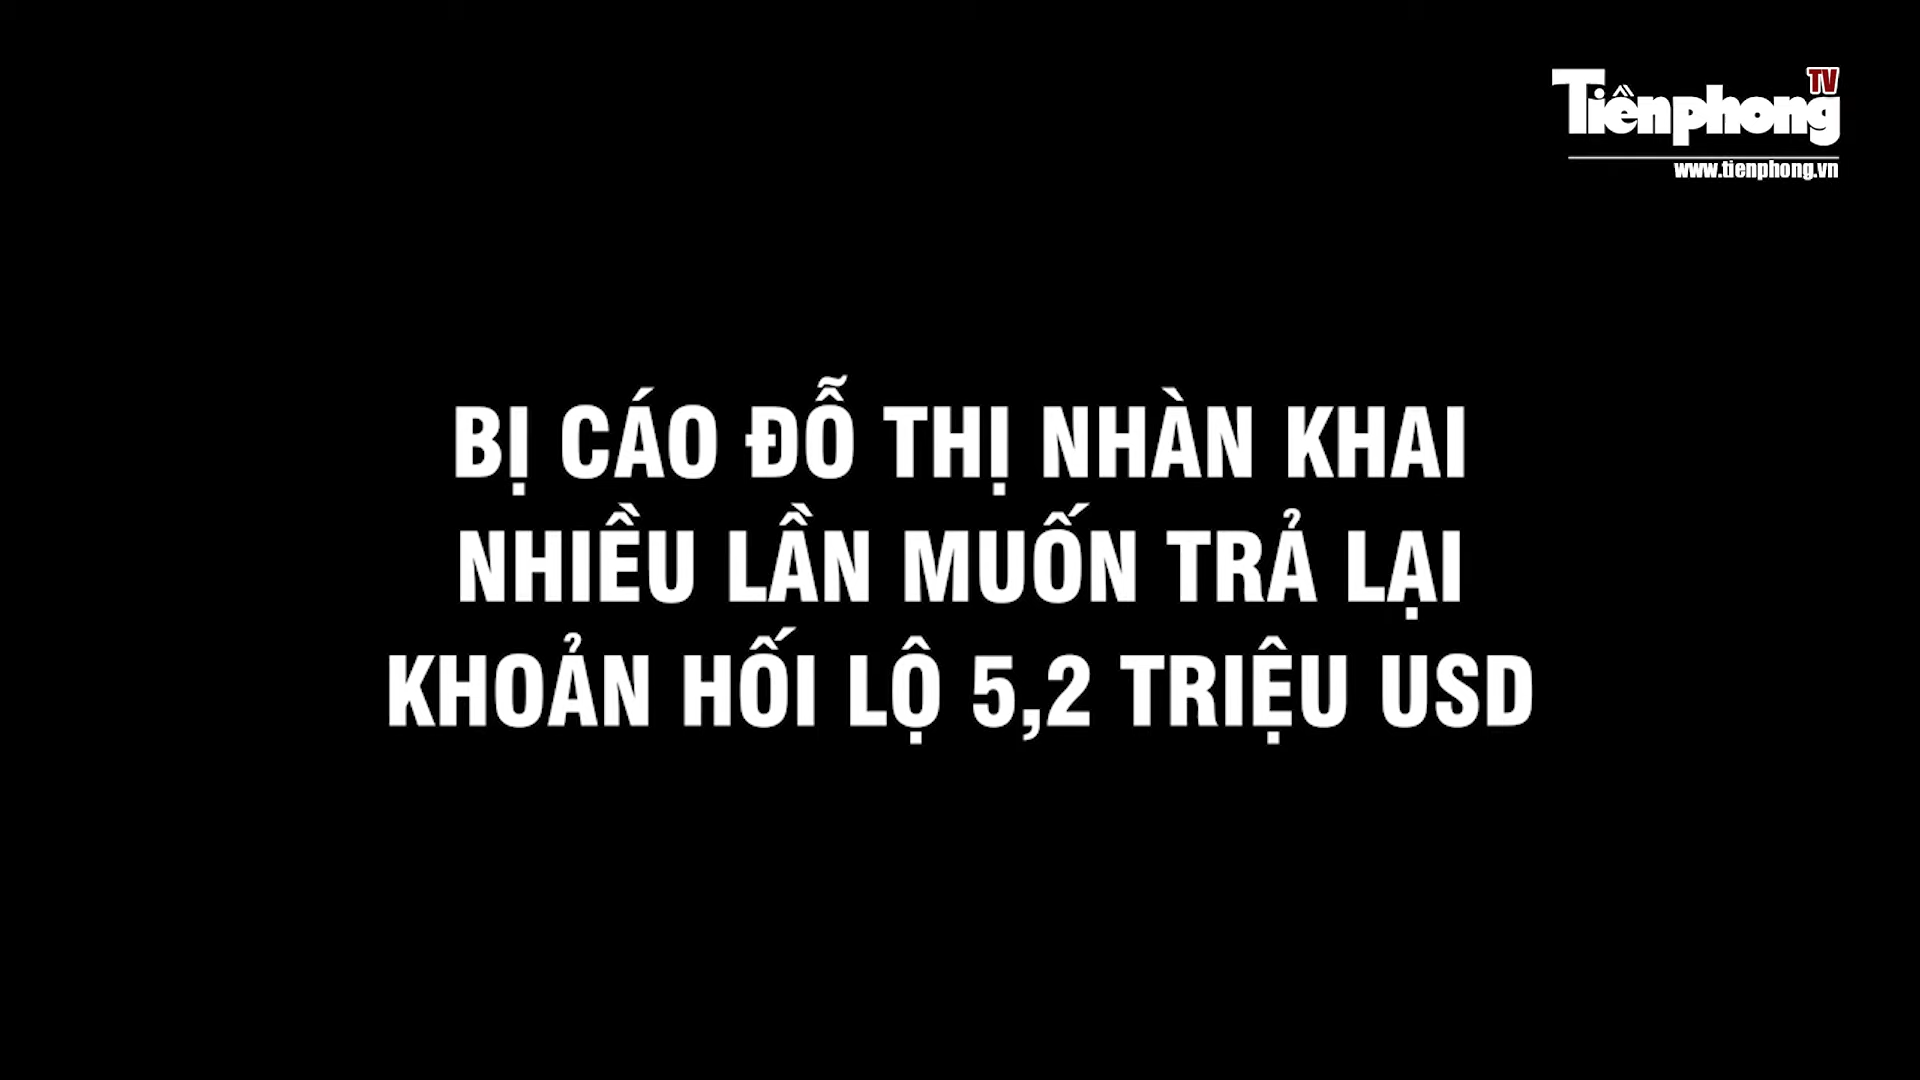 Tiềnphong TV
www.tienphong.vn
BỊ CÁO ĐỖ THỊ NHÀN KHAI
NHIỀU LẦN MUỐN TRẢ LẠI
KHOẢN HỐI LỘ 5,2 TRIỆU USD